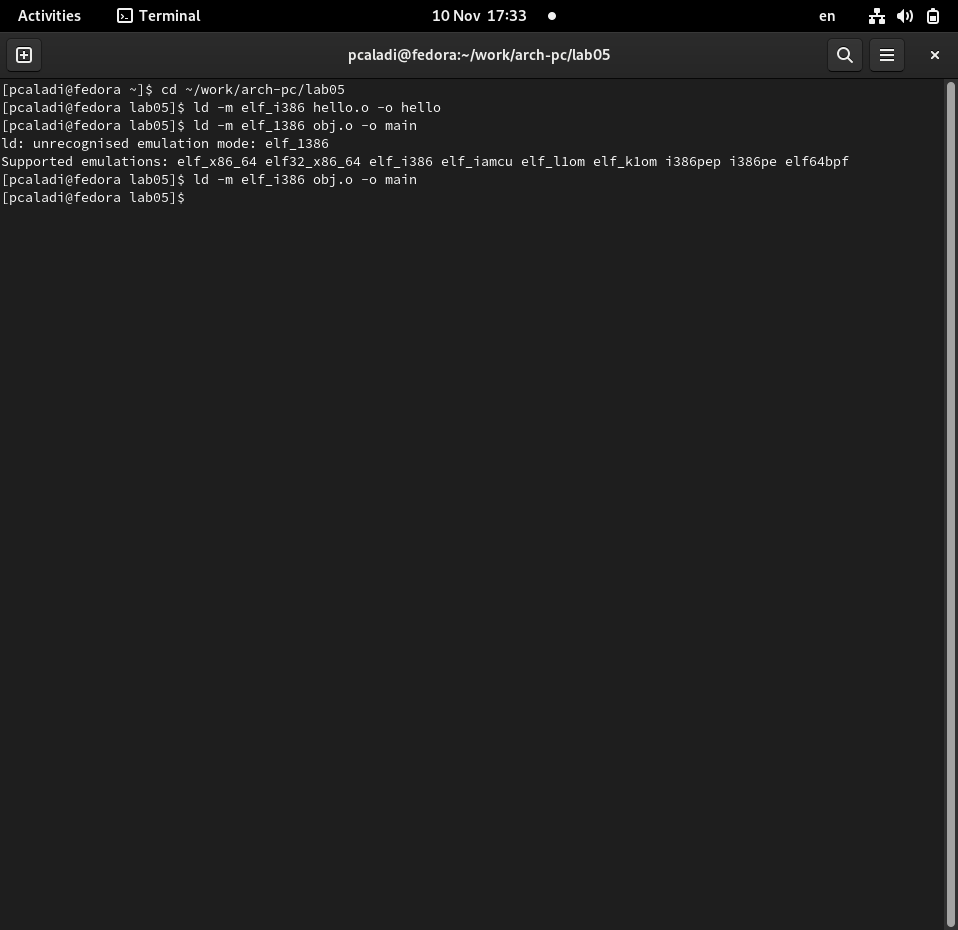 Activities Terminal 10 Nov 17:33 en
pcaladi@fedora:~/work/arch-pc/lab05
[pcaladi@fedora ~]$ cd ~/work/arch-pc/lab05
[pcaladi@fedora lab05]$ ld -m elf_i386 hello.o -o hello
[pcaladi@fedora lab05]$ ld -m elf_1386 obj.o -o main
ld: unrecognised emulation mode: elf_1386
Supported emulations: elf_x86_64 elf32_x86_64 elf_i386 elf_iamcu elf_l1om elf_k1om i386pep i386pe elf64bpf
[pcaladi@fedora lab05]$ ld -m elf_i386 obj.o -o main
[pcaladi@fedora lab05]$